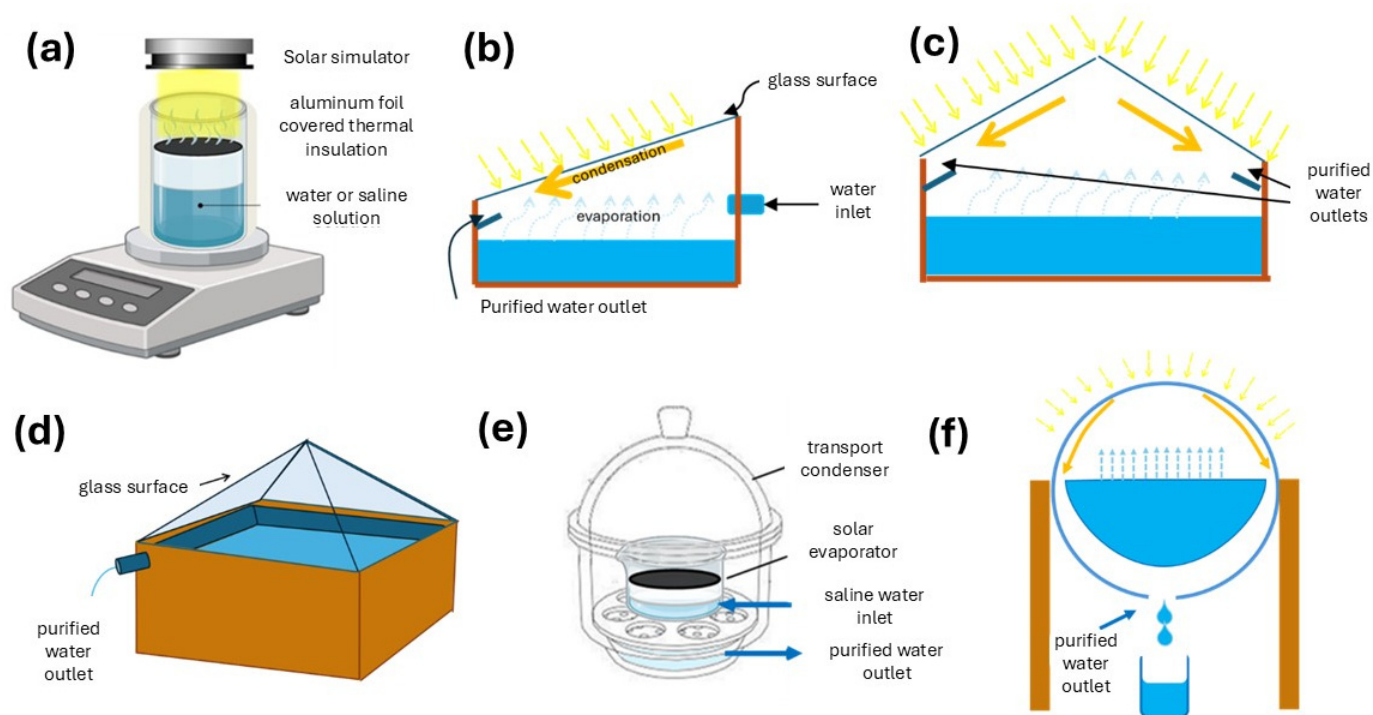 (a)
Solar simulator
aluminum foil
covered thermal
insulation
water or saline
solution
(b)
glass surface
condensation
evaporation
water
inlet
Purified water outlet
(c)
purified
water
outlets
(d)
glass surface
purified
water
outlet
(e)
transport
condenser
solar
evaporator
saline water
inlet
purified water
outlet
(f)
purified
water
outlet